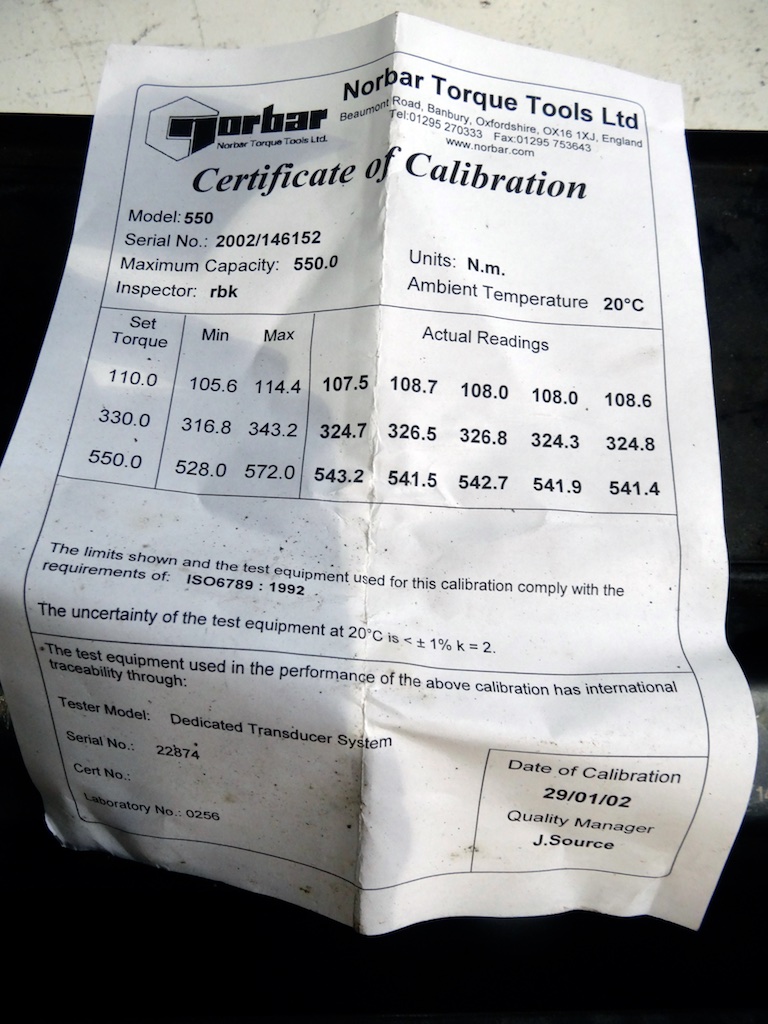 norbar
Norbar Torque Tools Ltd.
Norbar Torque Tools Ltd
Beaumont Road, Banbury, Oxfordshire, OX16 1XJ, England
Tel:01295 270333 Fax:01295 753643
www.norbar.com
Certificate of Calibration
Model: 550
Serial No.: 2002/146152
Maximum Capacity: 550.0
Inspector: rbk
Units: N.m.
Ambient Temperature 20°C
Set Torque Min Max Actual Readings
110.0 105.6 114.4 107.5 108.7 108.0 108.0 108.6
330.0 316.8 343.2 324.7 326.5 326.8 324.3 324.8
550.0 528.0 572.0 543.2 541.5 542.7 541.9 541.4
The limits shown and the test equipment used for this calibration comply with the
requirements of: ISO6789 : 1992
The uncertainty of the test equipment at 20°C is < ± 1% k = 2.
The test equipment used in the performance of the above calibration has international
traceability through:
Tester Model: Dedicated Transducer System
Serial No.: 22874
Cert No.:
Laboratory No.: 0256
Date of Calibration
29/01/02
Quality Manager
J.Source